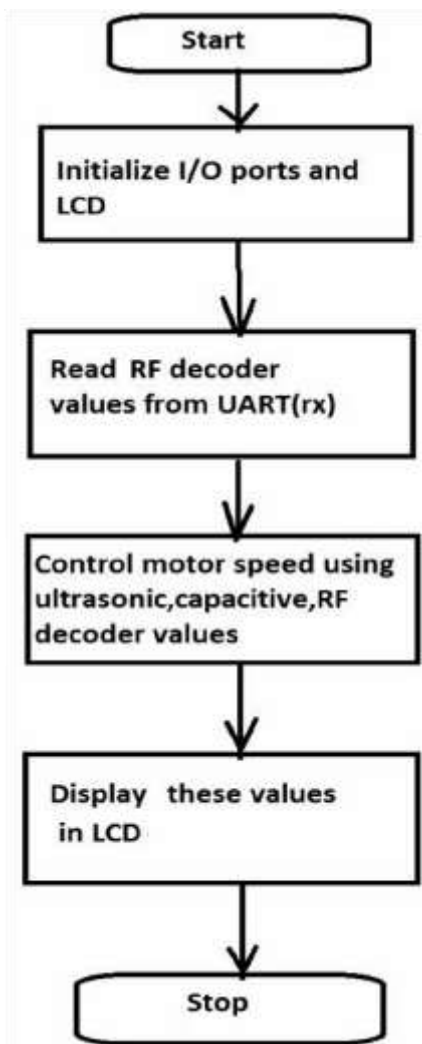 Start
Initialize I/O ports and
LCD
Read RF decoder
values from UART(rx)
Control motor speed using
ultrasonic,capacitive,RF
decoder values
Display these values
in LCD
Stop